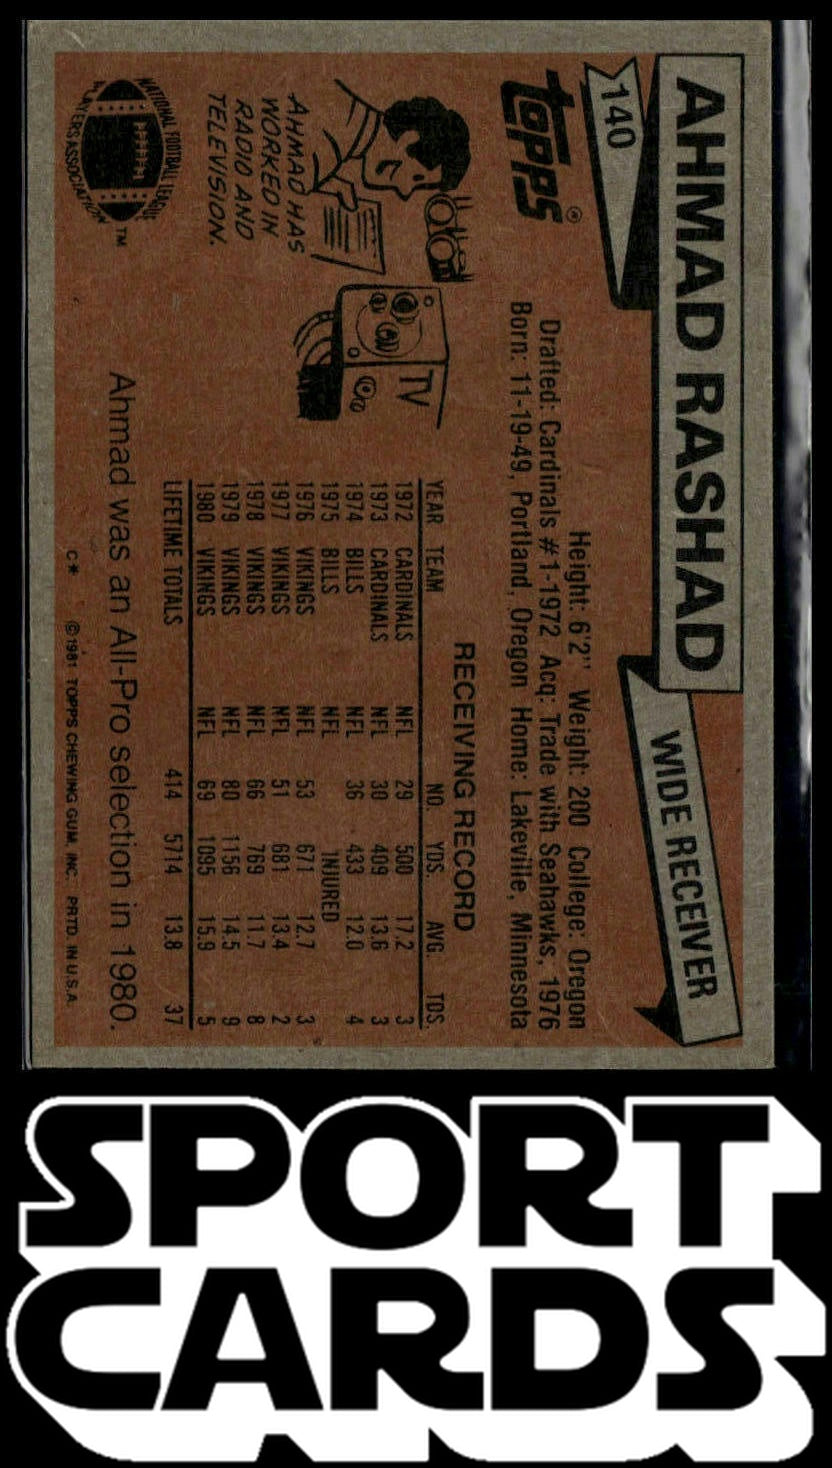 AHMAD RASHAD
WIDE RECEIVER
140
topps®
Height: 6'2" Weight: 200 College: Oregon
Drafted: Cardinals #1-1972 Acq: Trade with Seahawks, 1976
Born: 11-19-49, Portland, Oregon Home: Lakeville, Minnesota
TV
AHMAD HAS
WORKED IN
RADIO AND
TELEVISION.
RECEIVING RECORD
YEAR TEAM NO. YDS. AVG. TDS.
1972 CARDINALS NFL 29 500 17.2 3
1973 CARDINALS NFL 30 409 13.6 3
1974 BILLS NFL 36 433 12.0 4
1975 BILLS NFL INJURED
1976 VIKINGS NFL 53 671 12.7 3
1977 VIKINGS NFL 51 681 13.4 2
1978 VIKINGS NFL 66 769 11.7 8
1979 VIKINGS NFL 80 1156 14.5 9
1980 VIKINGS NFL 69 1095 15.9 5
LIFETIME TOTALS 414 5714 13.8 37
Ahmad was an All-Pro selection in 1980.
NATIONAL FOOTBALL LEAGUE
PLAYERS ASSOCIATION
TM
C* ©1981 TOPPS CHEWING GUM, INC. PRTD. IN U.S.A.
SPORT
CARDS